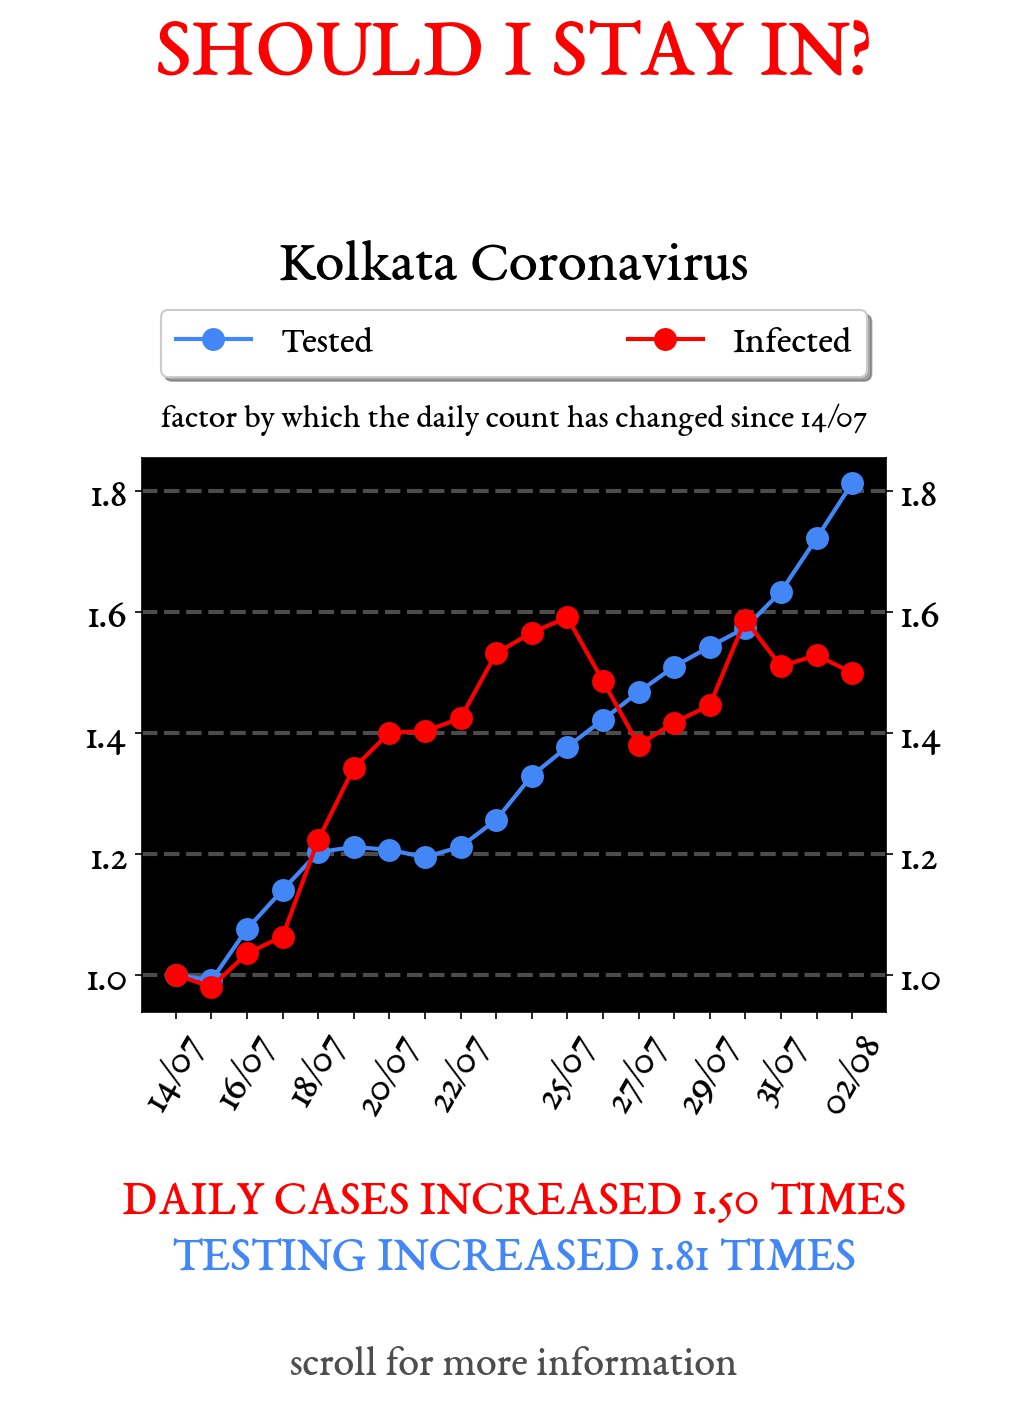 SHOULD I STAY IN?
Kolkata Coronavirus
Tested Infected
factor by which the daily count has changed since 14/07
1.8 1.8
1.6 1.6
1.4 1.4
1.2 1.2
1.0 1.0
14/07 16/07 18/07 20/07 22/07 25/07 27/07 29/07 31/07 02/08
DAILY CASES INCREASED 1.50 TIMES
TESTING INCREASED 1.81 TIMES
scroll for more information